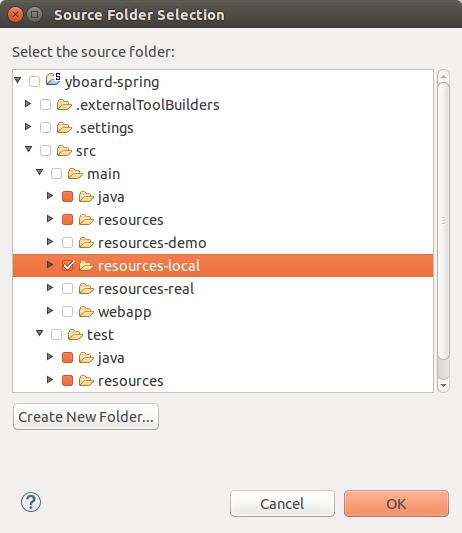 Source Folder Selection
Select the source folder:
yboard-spring
.externalToolBuilders
.settings
src
main
java
resources
resources-demo
resources-local
resources-real
webapp
test
java
resources
Create New Folder...
Cancel
OK